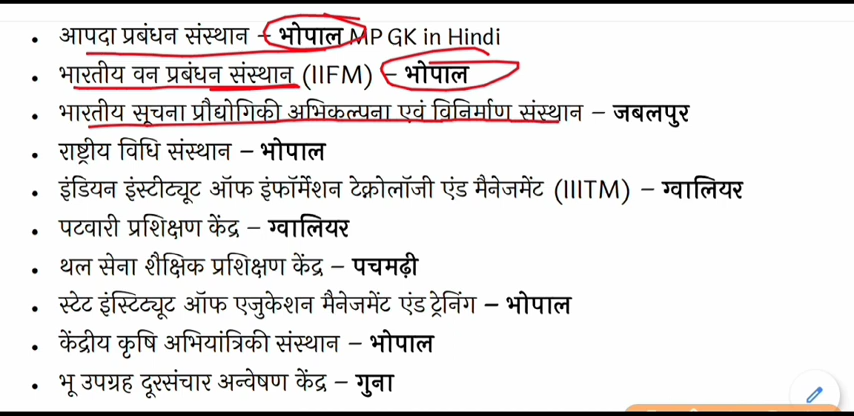 • आपदा प्रबंधन संस्थान – भोपाल MP GK in Hindi
• भारतीय वन प्रबंधन संस्थान (IIFM) – भोपाल
• भारतीय सूचना प्रौद्योगिकी अभिकल्पना एवं विनिर्माण संस्थान – जबलपुर
• राष्ट्रीय विधि संस्थान – भोपाल
• इंडियन इंस्टीट्यूट ऑफ इंफॉर्मेशन टेक्नोलॉजी एंड मैनेजमेंट (IIITM) – ग्वालियर
• पटवारी प्रशिक्षण केंद्र – ग्वालियर
• थल सेना शैक्षिक प्रशिक्षण केंद्र – पचमढ़ी
• स्टेट इंस्टिट्यूट ऑफ एजुकेशन मैनेजमेंट एंड ट्रेनिंग – भोपाल
• केंद्रीय कृषि अभियांत्रिकी संस्थान – भोपाल
• भू उपग्रह दूरसंचार अन्वेषण केंद्र – गुना